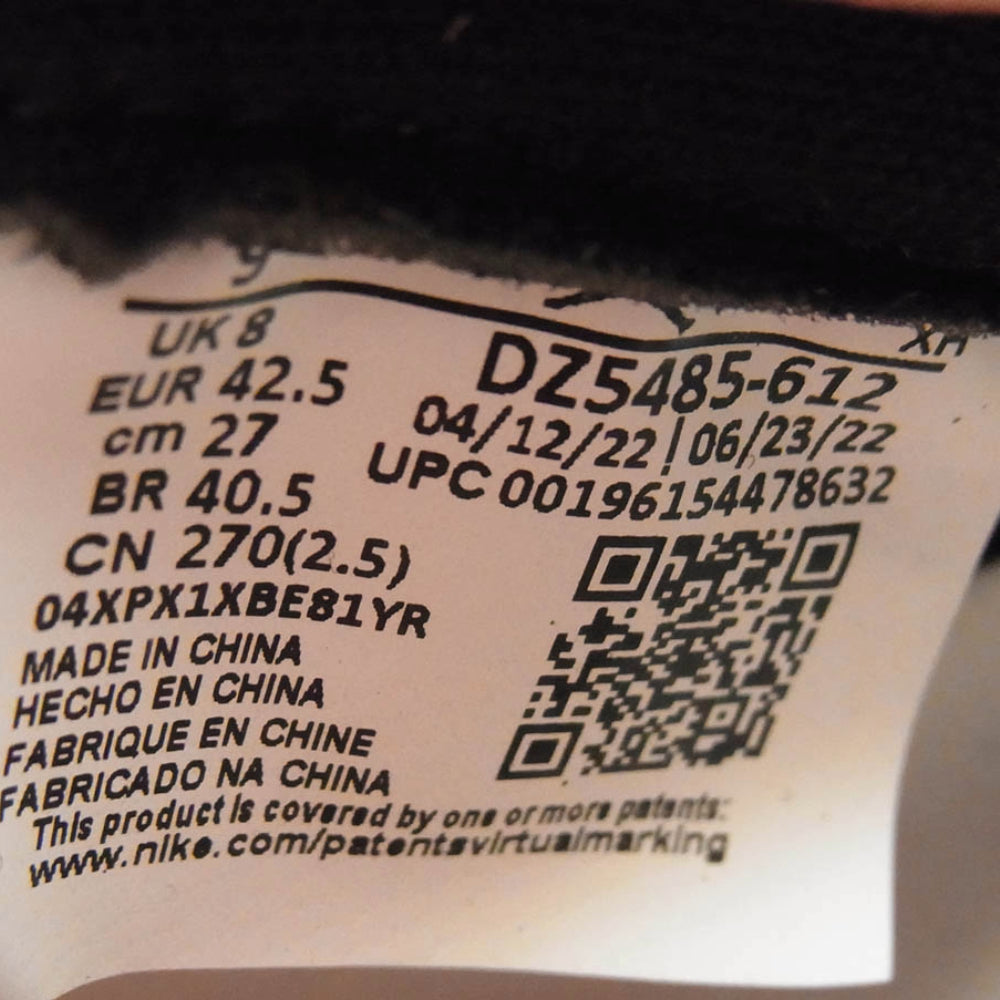 9
XH
UK 8
EUR 42.5
cm 27
BR 40.5
CN 270(2.5)
04XPX1XBE81YR
DZ5485-612
04/12/22|06/23/22
UPC 00196154478632
MADE IN CHINA
HECHO EN CHINA
FABRIQUE EN CHINE
FABRICADO NA CHINA
This product is covered by one or more patents:
www.nike.com/patentsvirtualmarking